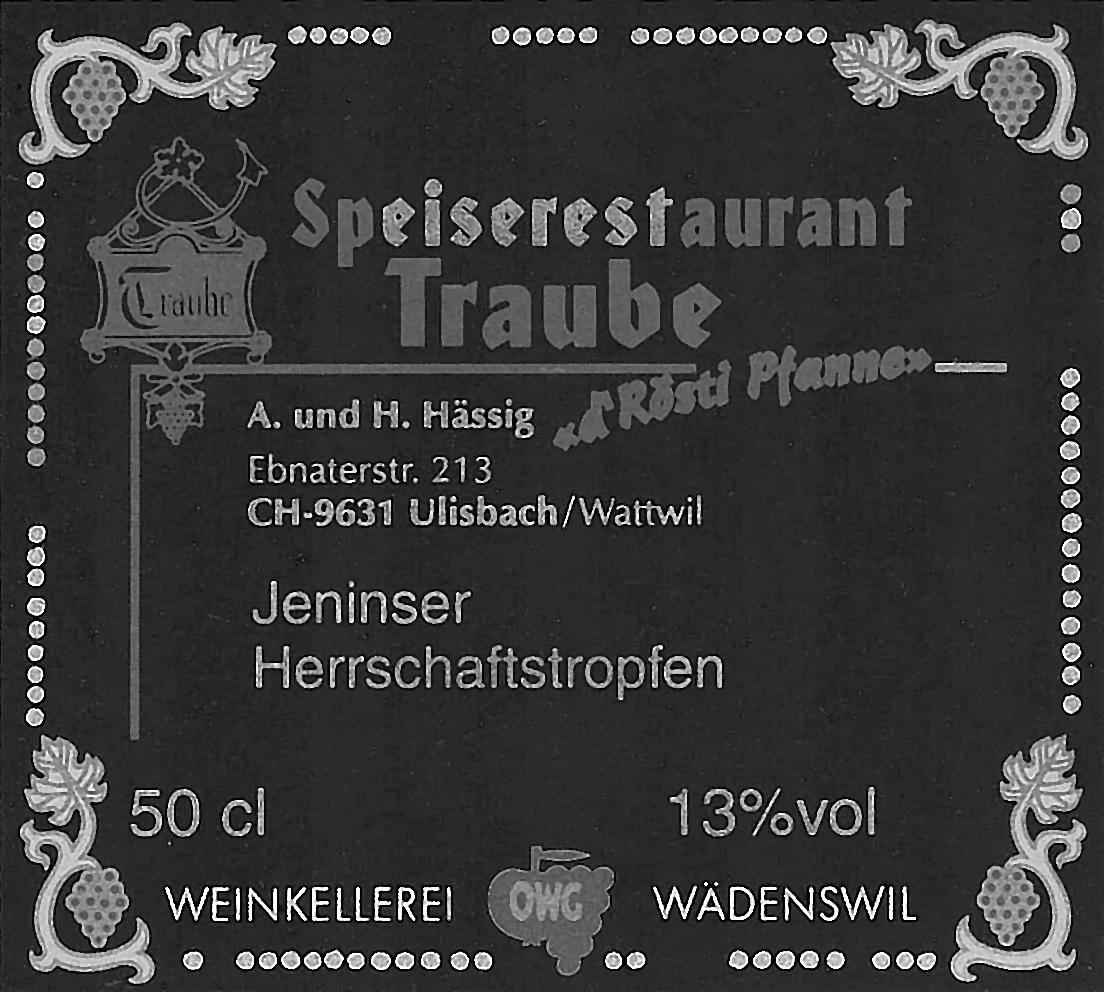 Speiserestaurant
Traube
Traube
«d'Rösti Pfanne»
A. und H. Hässig
Ebnaterstr. 213
CH-9631 Ulisbach/Wattwil
Jeninser
Herrschaftstropfen
50 cl
13%vol
WEINKELLEREI OWG WÄDENSWIL